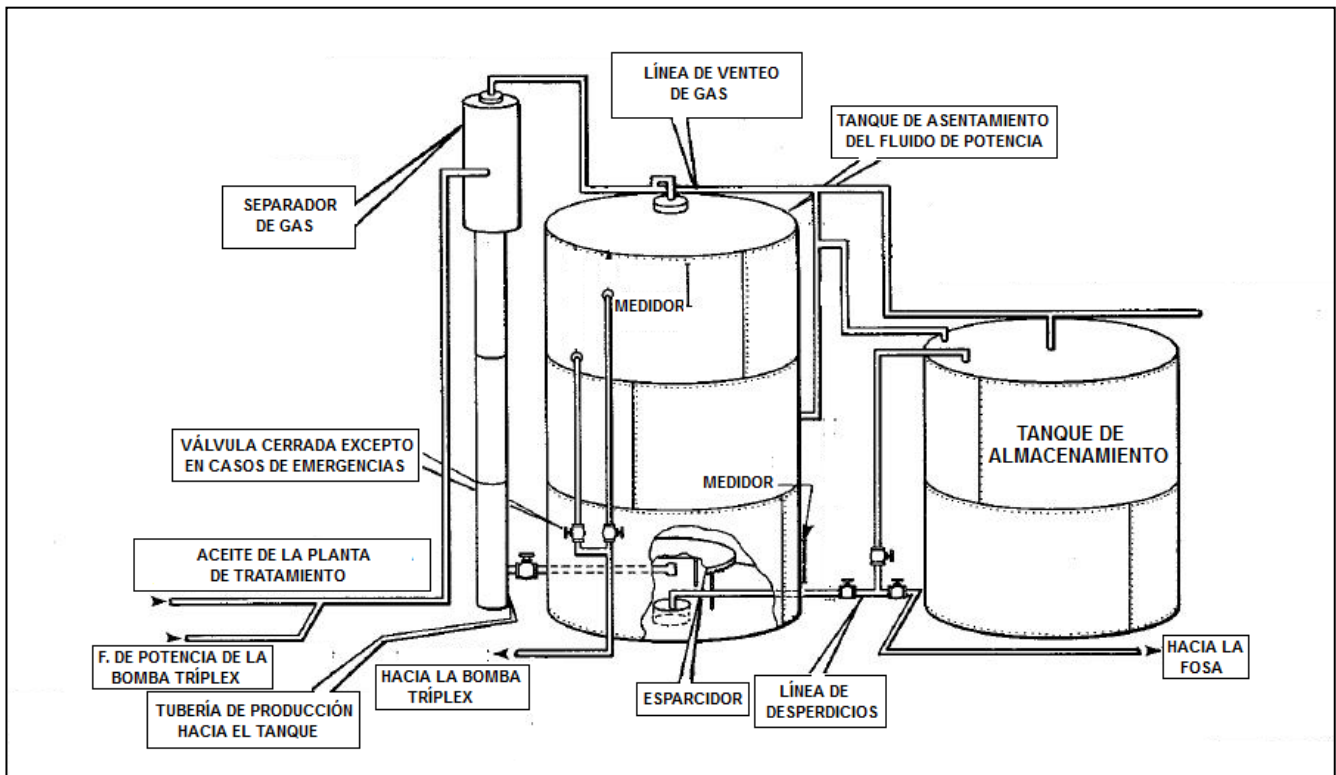 LÍNEA DE VENTEO
DE GAS
TANQUE DE ASENTAMIENTO
DEL FLUIDO DE POTENCIA
SEPARADOR
DE GAS
MEDIDOR
VÁLVULA CERRADA EXCEPTO
EN CASOS DE EMERGENCIAS
MEDIDOR
TANQUE DE
ALMACENAMIENTO
ACEITE DE LA PLANTA
DE TRATAMIENTO
F. DE POTENCIA DE LA
BOMBA TRÍPLEX
TUBERÍA DE PRODUCCIÓN
HACIA EL TANQUE
HACIA LA BOMBA
TRÍPLEX
ESPARCIDOR
LÍNEA DE
DESPERDICIOS
HACIA LA
FOSA